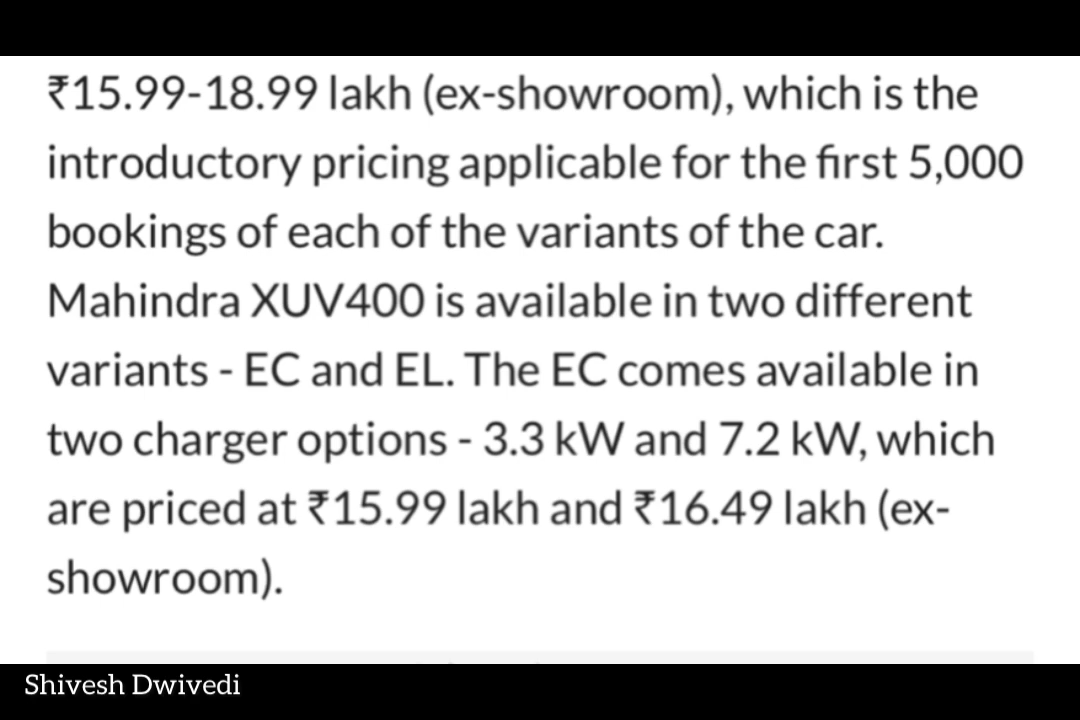 ₹15.99-18.99 lakh (ex-showroom), which is the
introductory pricing applicable for the first 5,000
bookings of each of the variants of the car.
Mahindra XUV400 is available in two different
variants - EC and EL. The EC comes available in
two charger options - 3.3 kW and 7.2 kW, which
are priced at ₹15.99 lakh and ₹16.49 lakh (ex-
showroom).
Shivesh Dwivedi